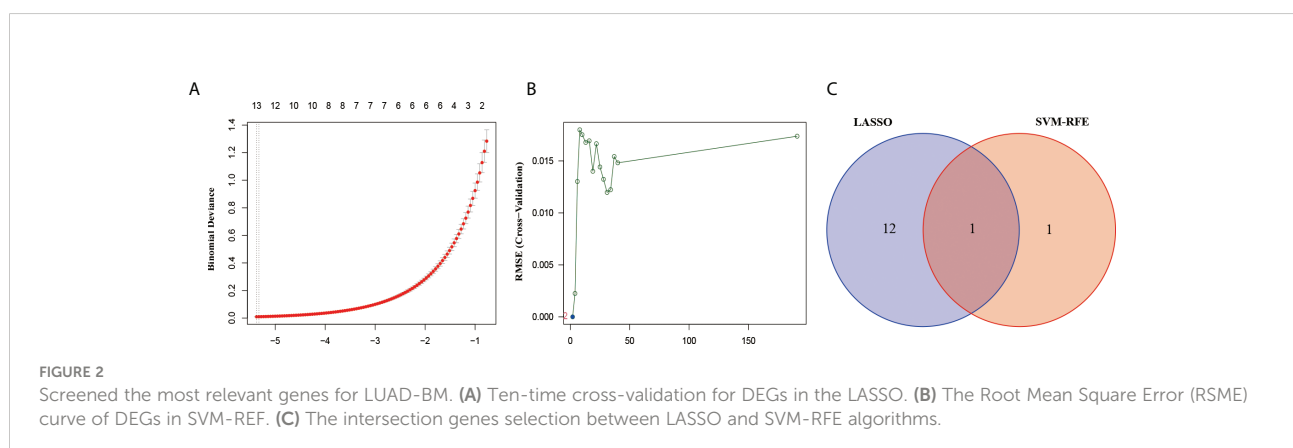 A
13 12 10 10 8 8 7 7 7 6 6 6 6 4 3 2
Binomial Deviance
1.4
1.2
1.0
0.8
0.6
0.4
0.2
0.0
−5 −4 −3 −2 −1
B
RMSE (Cross−Validation)
0.015
0.010
0.005
0.000
2
0 50 100 150
C
LASSO
SVM-RFE
12 1 1
FIGURE 2
Screened the most relevant genes for LUAD-BM. (A) Ten-time cross-validation for DEGs in the LASSO. (B) The Root Mean Square Error (RSME)
curve of DEGs in SVM-REF. (C) The intersection genes selection between LASSO and SVM-RFE algorithms.